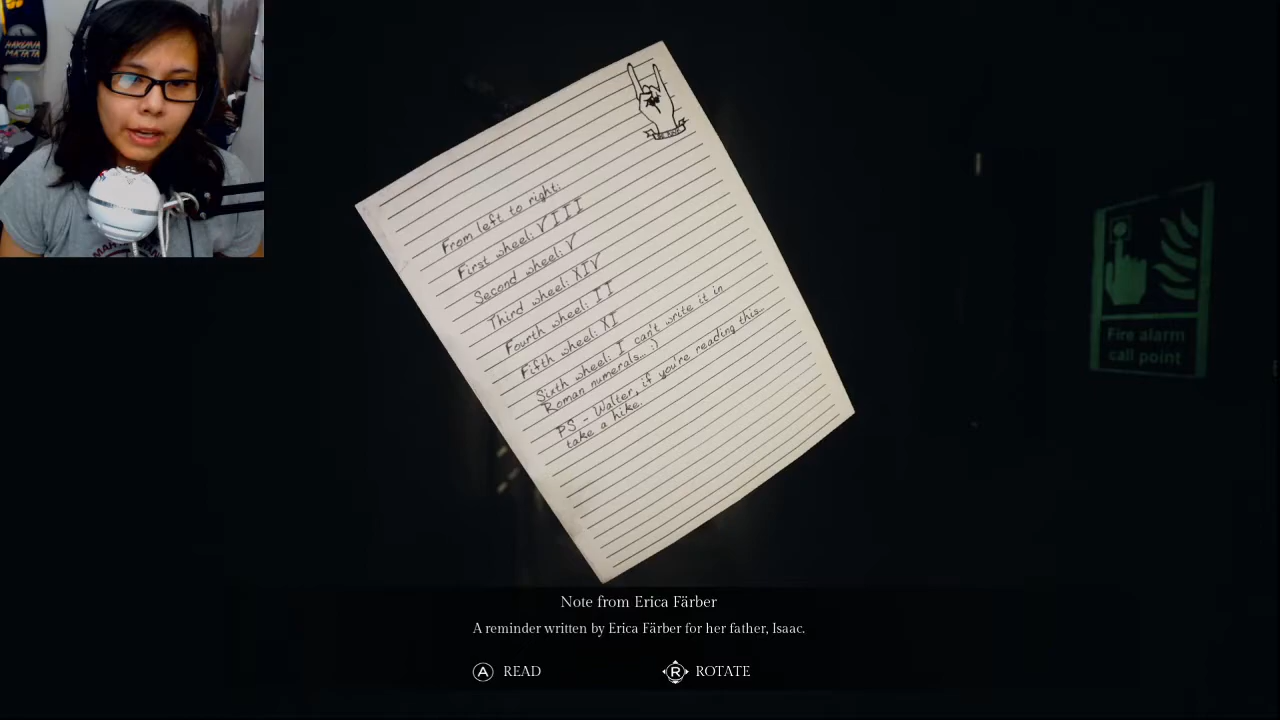 HAKUNA
MATATA
From left to right:
First wheel: VIII
Second wheel: V
Third wheel: XIV
Fourth wheel: II
Fifth wheel: XI
Sixth wheel: I can't write it in
Roman numerals... :)
PS - Walter, if you're reading this...
take a hike.
Fire alarm
call point
Note from Erica Färber
A reminder written by Erica Färber for her father, Isaac.
A READ
R ROTATE